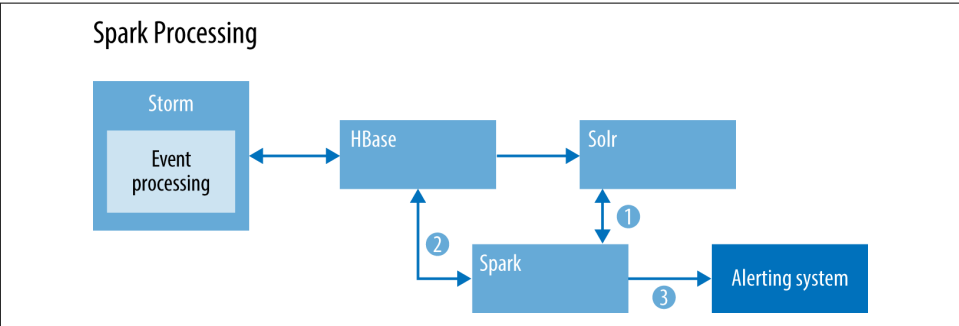 Spark Processing
Storm
Event
processing
HBase
Solr
1
2
Spark
3
Alerting system